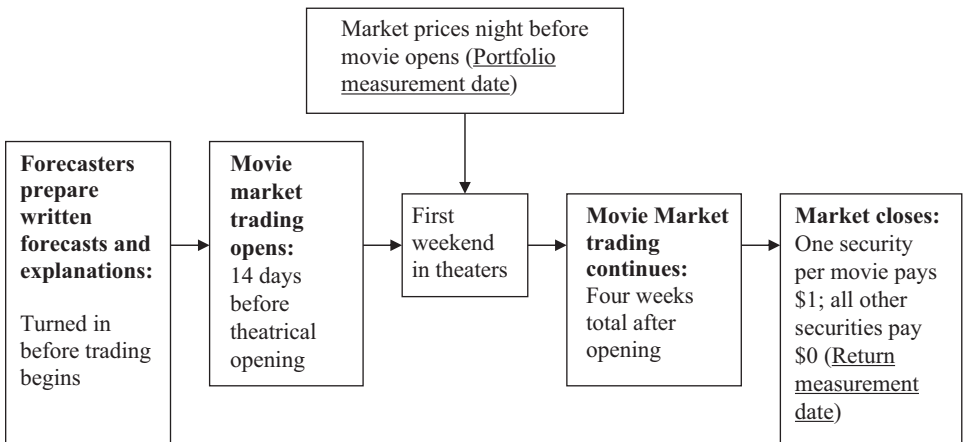 Market prices night before
movie opens (Portfolio
measurement date)
Forecasters
prepare
written
forecasts and
explanations:
Turned in
before trading
begins
Movie
market
trading
opens:
14 days
before
theatrical
opening
First
weekend
in theaters
Movie Market
trading
continues:
Four weeks
total after
opening
Market closes:
One security
per movie pays
$1; all other
securities pay
$0 (Return
measurement
date)